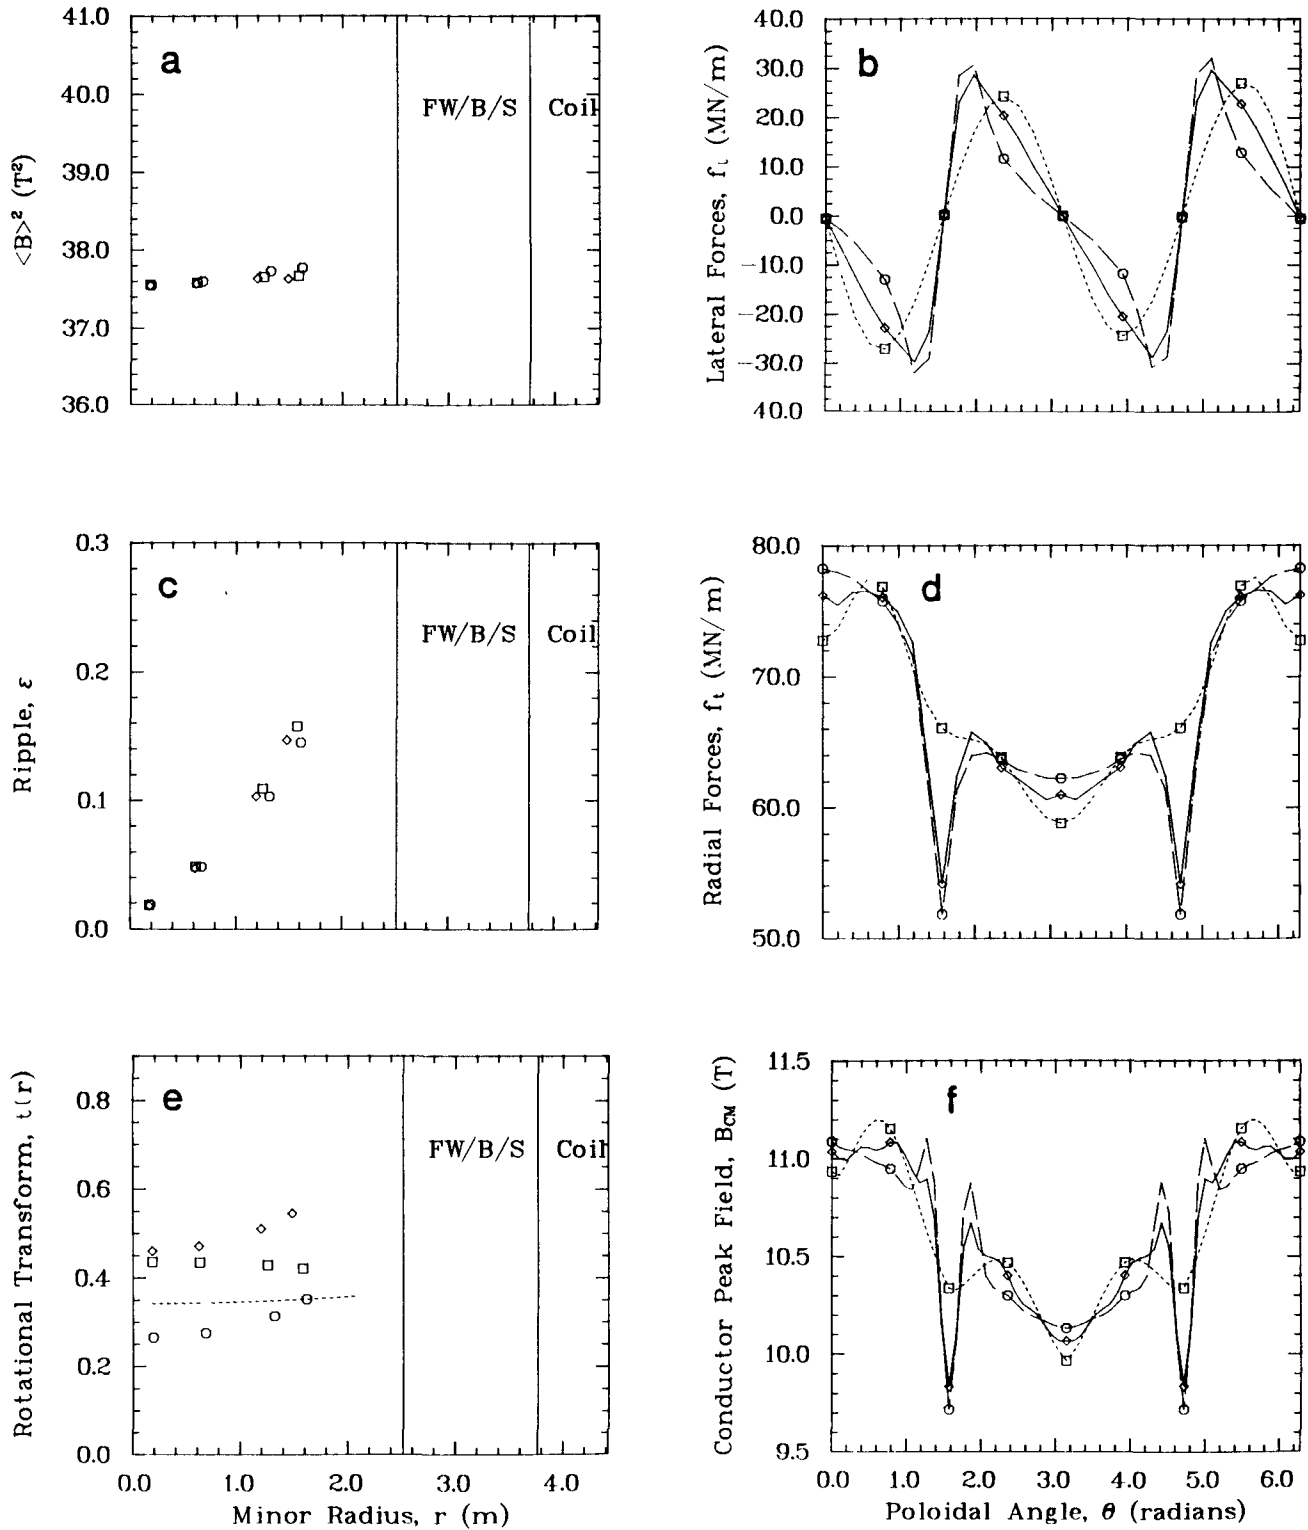 a
41.0
40.0
39.0
38.0
37.0
36.0
<B>² (T²)
FW/B/S
Coil
b
40.0
30.0
20.0
10.0
0.0
−10.0
−20.0
−30.0
40.0
Lateral Forces, fₗ (MN/m)
c
0.3
0.2
0.1
0.0
Ripple, ε
FW/B/S
Coil
d
80.0
70.0
60.0
50.0
Radial Forces, fₜ (MN/m)
e
0.8
0.6
0.4
0.2
0.0
Rotational Transform, ι(r)
FW/B/S
Coil
0.0 1.0 2.0 3.0 4.0
Minor Radius, r (m)
f
11.5
11.0
10.5
10.0
9.5
Conductor Peak Field, BCM (T)
0.0 1.0 2.0 3.0 4.0 5.0 6.0
Poloidal Angle, θ (radians)